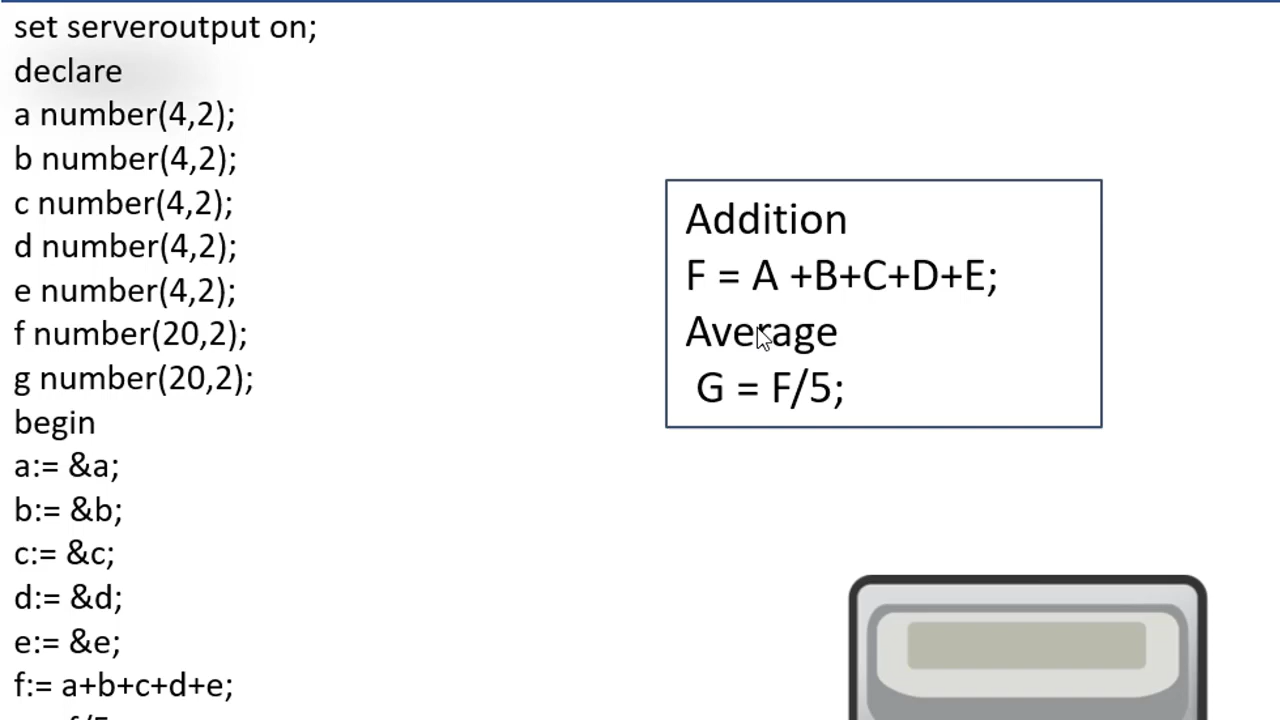 set serveroutput on;
declare
a number(4,2);
b number(4,2);
c number(4,2);
d number(4,2);
e number(4,2);
f number(20,2);
g number(20,2);
begin
a:= &a;
b:= &b;
c:= &c;
d:= &d;
e:= &e;
f:= a+b+c+d+e;
Addition
F = A +B+C+D+E;
Average
G = F/5;